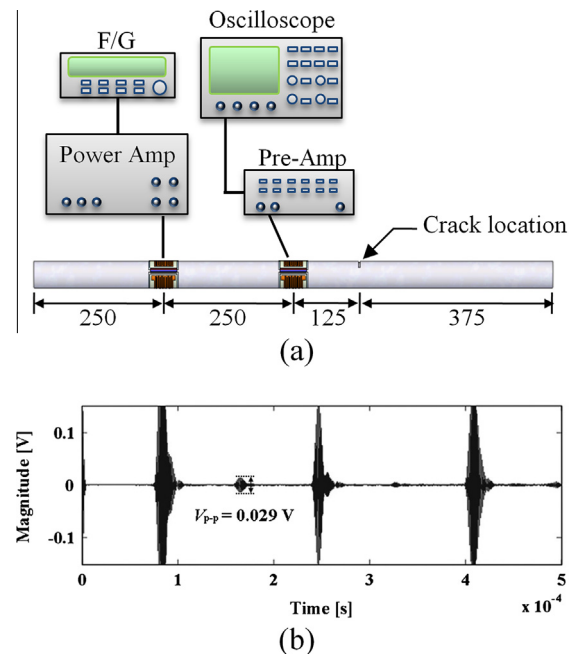 Oscilloscope
F/G
Power Amp
Pre-Amp
Crack location
250
250
125
375
(a)
Magnitude [V]
0.1
0
-0.1
V_{P-P} = 0.029 V
0
1
2
3
4
5
Time [s]
x 10^{-4}
(b)